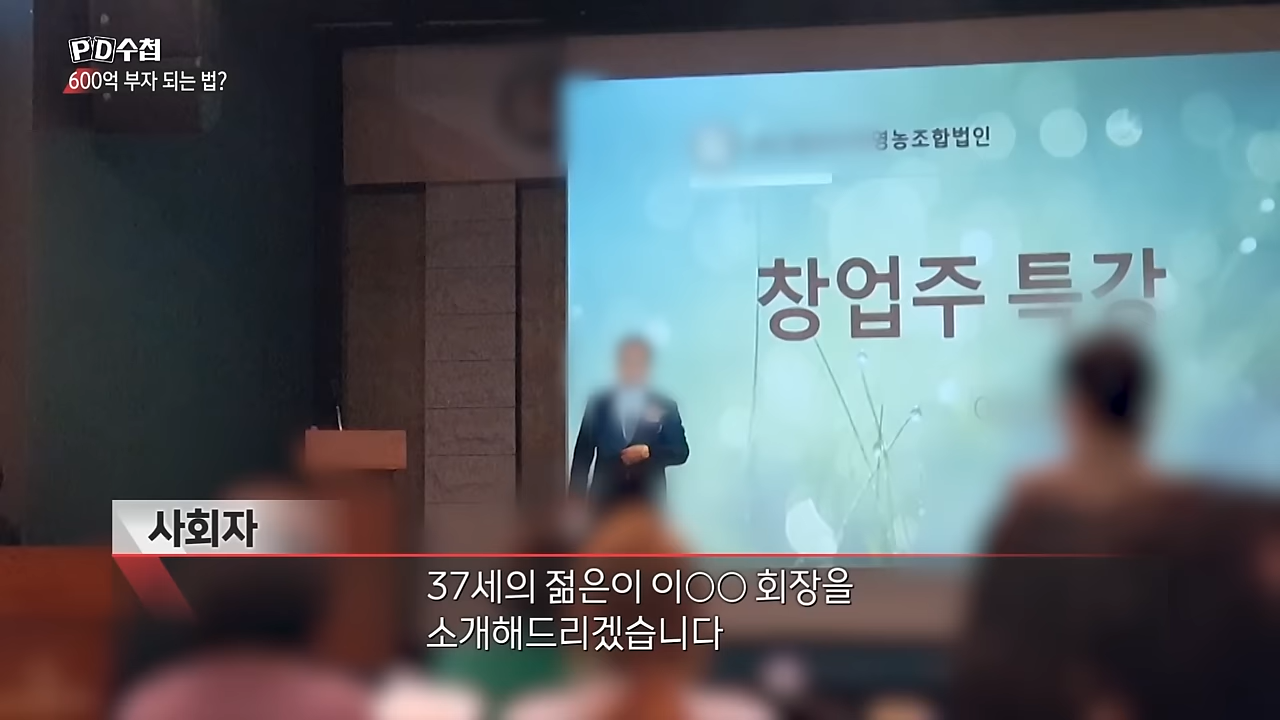 PD수첩
600억 부자 되는 법?
영농조합법인
창업주 특강
사회자
37세의 젊은이 이○○ 회장을
소개해드리겠습니다